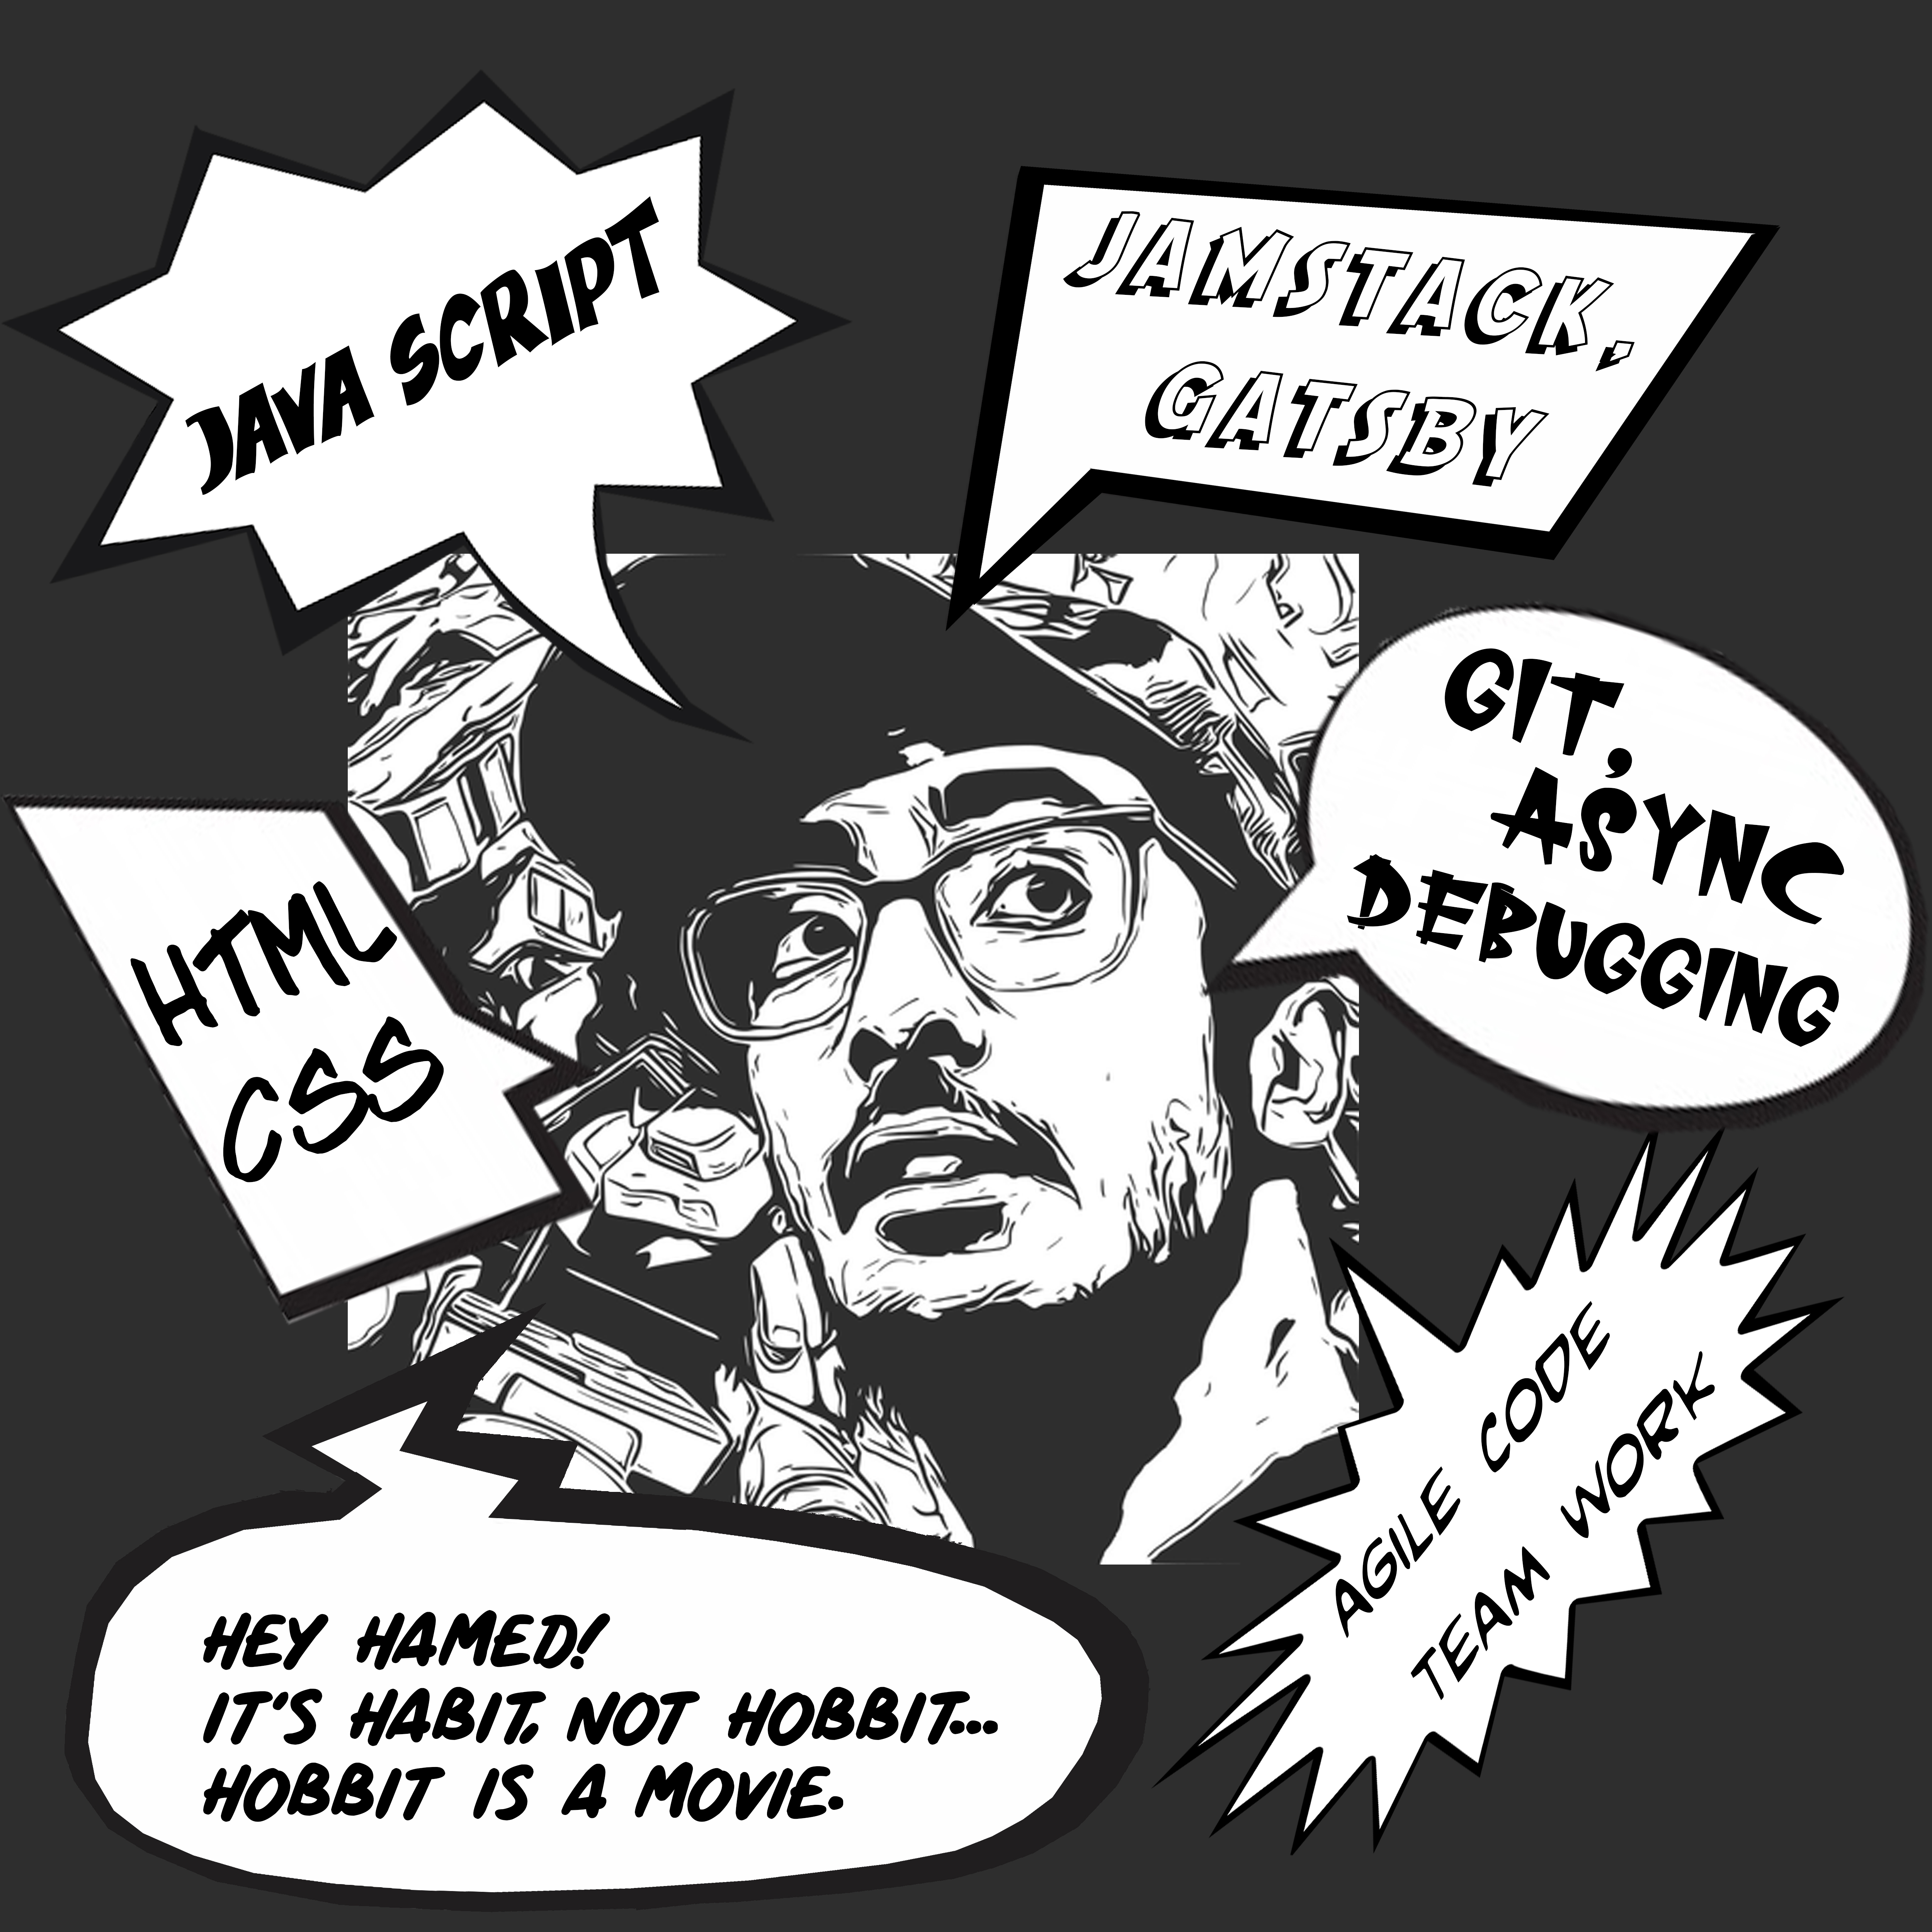 JAVA SCRIPT
JAMSTACK,
GATSBY
GIT,
ASYNC
DEBUGGING
HTML
CSS
AGILE CODE
TEAM WORK
HEY HAMED!
IT'S HABIT, NOT HOBBIT...
HOBBIT IS A MOVIE.